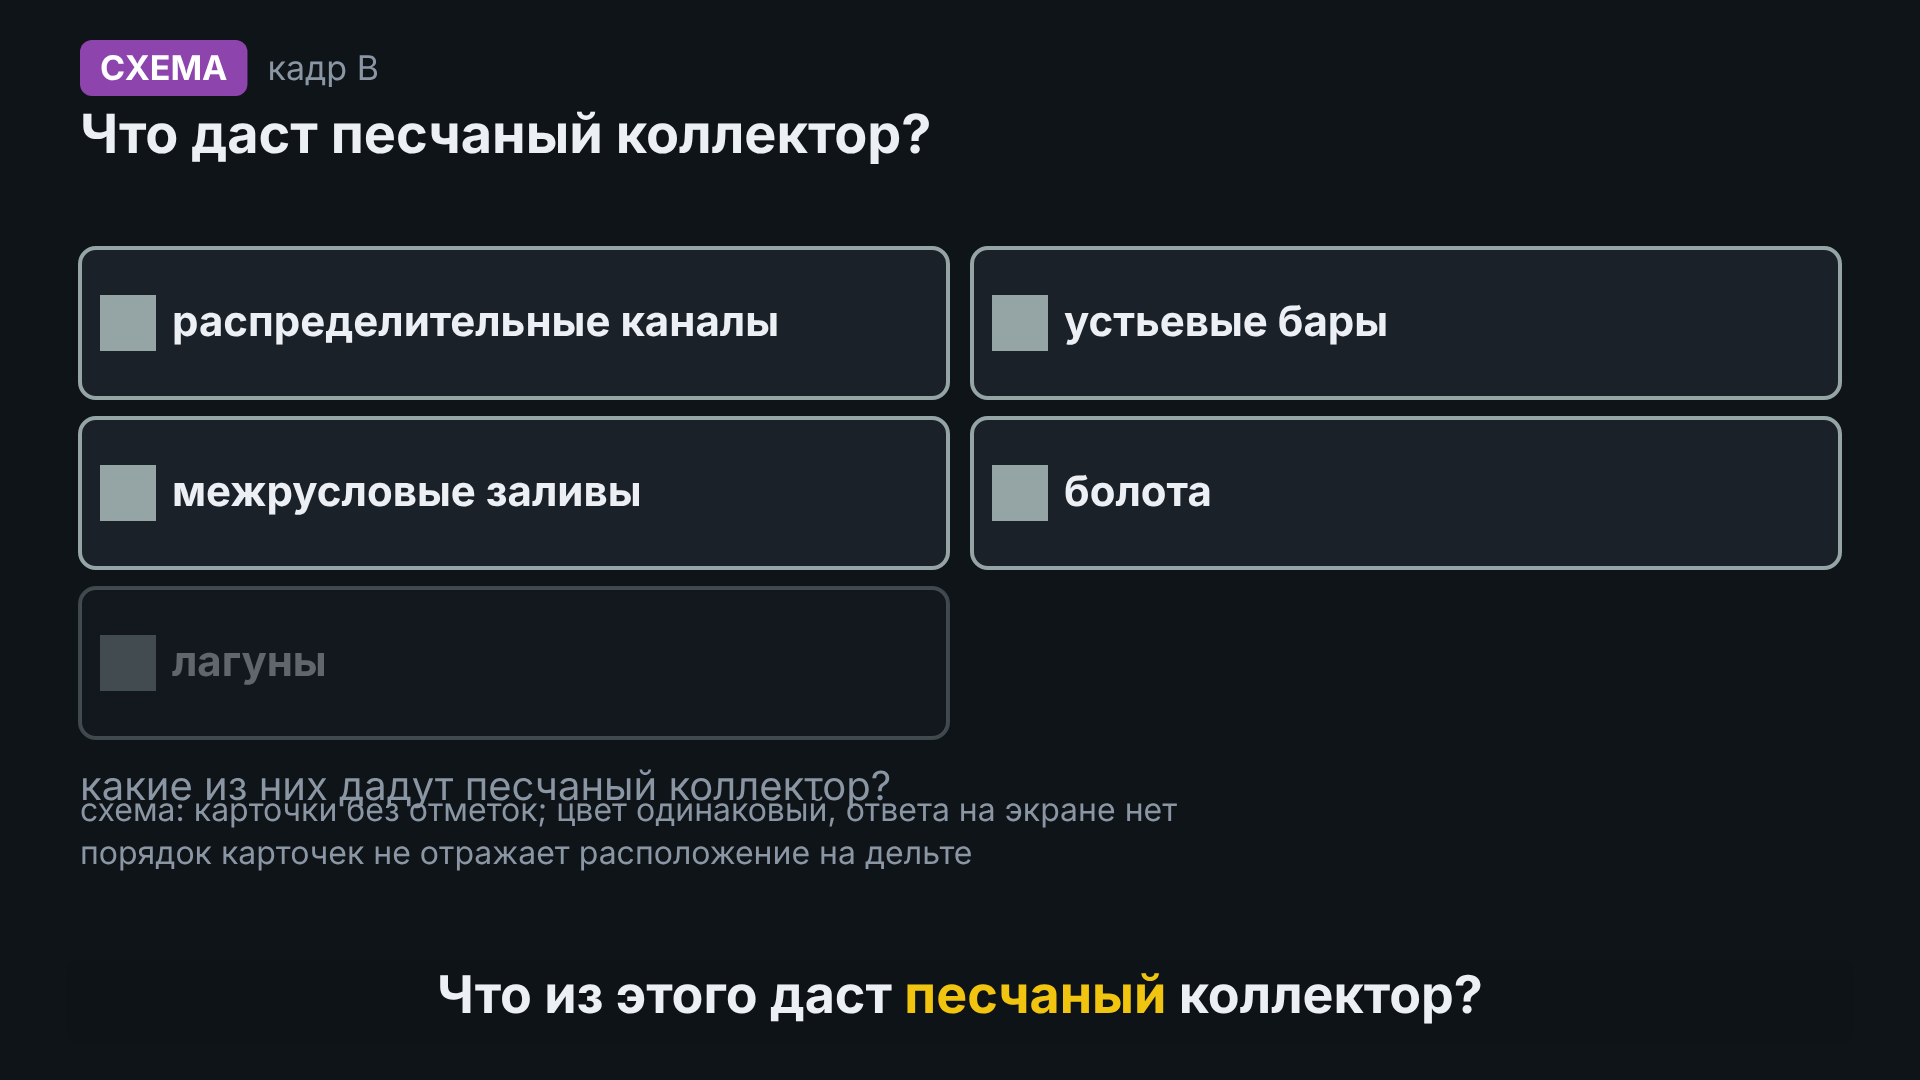 СХЕМА кадр В
Что даст песчаный коллектор?
распределительные каналы
устьевые бары
межрусловые заливы
болота
лагуны
какие из них дадут песчаный коллектор?
схема: карточки без отметок; цвет одинаковый, ответа на экране нет
порядок карточек не отражает расположение на дельте
Что из этого даст песчаный коллектор?